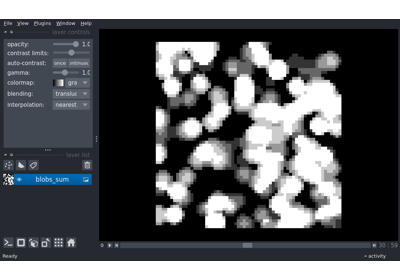 File View Plugins Window Help
layer controls
opacity: 1.0
contrast limits:
auto-contrast: once
gamma: 1.0
colormap: gra
blending: translu
interpolation: nearest
layer list
blobs_sum
0 30 59
Ready activity